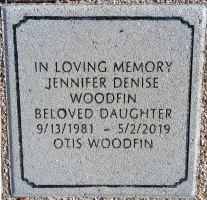 IN LOVING MEMORY
JENNIFER DENISE
WOODFIN
BELOVED DAUGHTER
9/13/1981 - 5/2/2019
OTIS WOODFIN